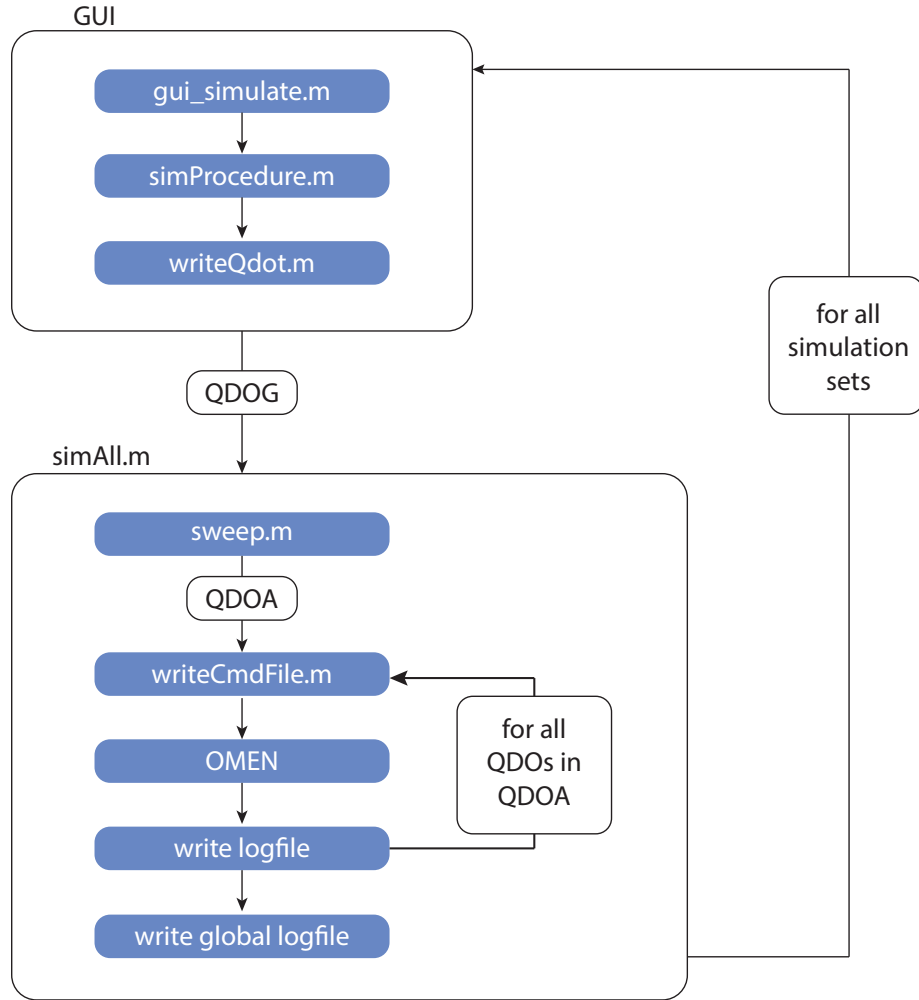 GUI
gui_simulate.m
simProcedure.m
writeQdot.m
for all
simulation
sets
QDOG
simAll.m
sweep.m
QDOA
writeCmdFile.m
for all
QDOs in
QDOA
OMEN
write logfile
write global logfile